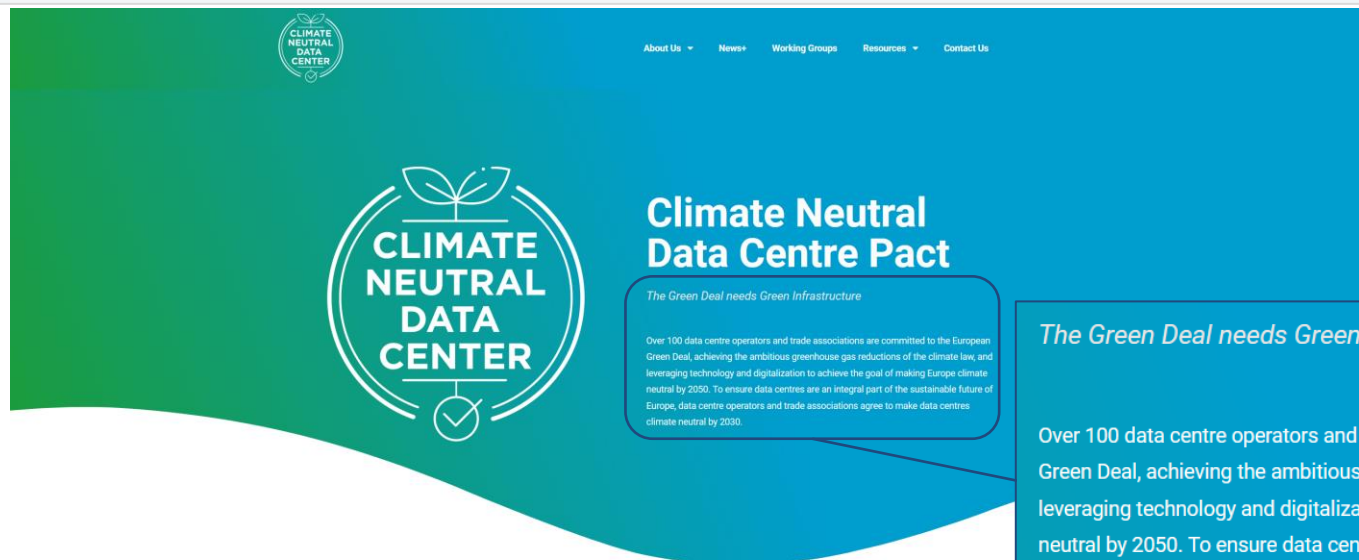 CLIMATE
NEUTRAL
DATA
CENTER
About Us News+ Working Groups Resources Contact Us
CLIMATE
NEUTRAL
DATA
CENTER
Climate Neutral
Data Centre Pact
The Green Deal needs Green Infrastructure
Over 100 data centre operators and trade associations are committed to the European
Green Deal, achieving the ambitious greenhouse gas reductions of the climate law, and
leveraging technology and digitalization to achieve the goal of making Europe climate
neutral by 2050. To ensure data centres are an integral part of the sustainable future of
Europe, data centre operators and trade associations agree to make data centres
climate neutral by 2030.
The Green Deal needs Green
Over 100 data centre operators and
Green Deal, achieving the ambitious
leveraging technology and digitaliza
neutral by 2050. To ensure data cen